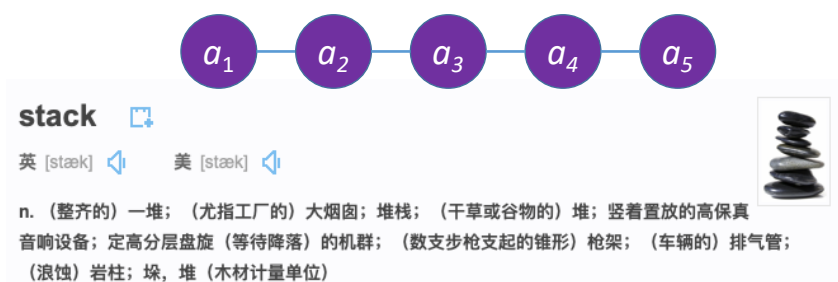 a1 a2 a3 a4 a5
stack
英 [stæk] 美 [stæk]
n. （整齐的）一堆；（尤指工厂的）大烟囱；堆栈；（干草或谷物的）堆；竖着置放的高保真
音响设备；定高分层盘旋（等待降落）的机群；（数支步枪支起的锥形）枪架；（车辆的）排气管；
（浪蚀）岩柱；垛，堆（木材计量单位）